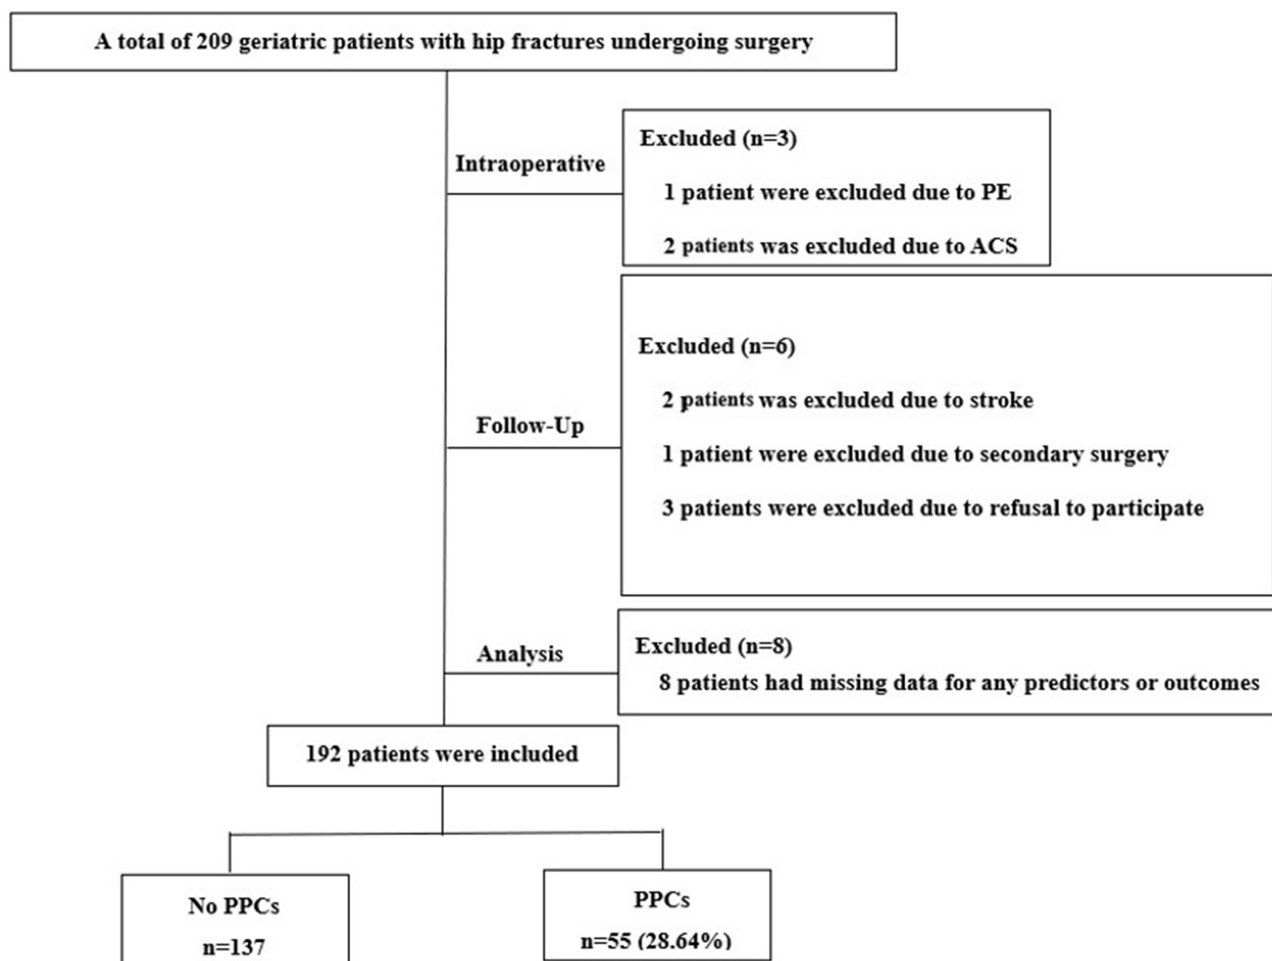 A total of 209 geriatric patients with hip fractures undergoing surgery
Intraoperative
Excluded (n=3)
1 patient were excluded due to PE
2 patients was excluded due to ACS
Follow-Up
Excluded (n=6)
2 patients was excluded due to stroke
1 patient were excluded due to secondary surgery
3 patients were excluded due to refusal to participate
Analysis
Excluded (n=8)
8 patients had missing data for any predictors or outcomes
192 patients were included
No PPCs
n=137
PPCs
n=55 (28.64%)